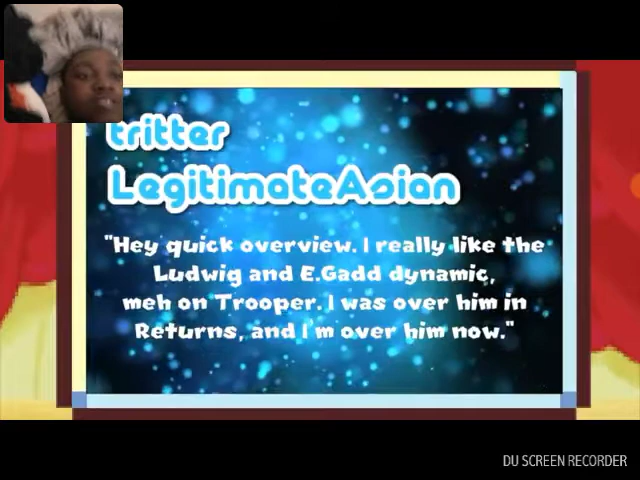 tritter
LegitimateAsian
"Hey quick overview. I really like the
Ludwig and E.Gadd dynamic,
meh on Trooper. I was over him in
Returns, and I'm over him now."
DU SCREEN RECORDER